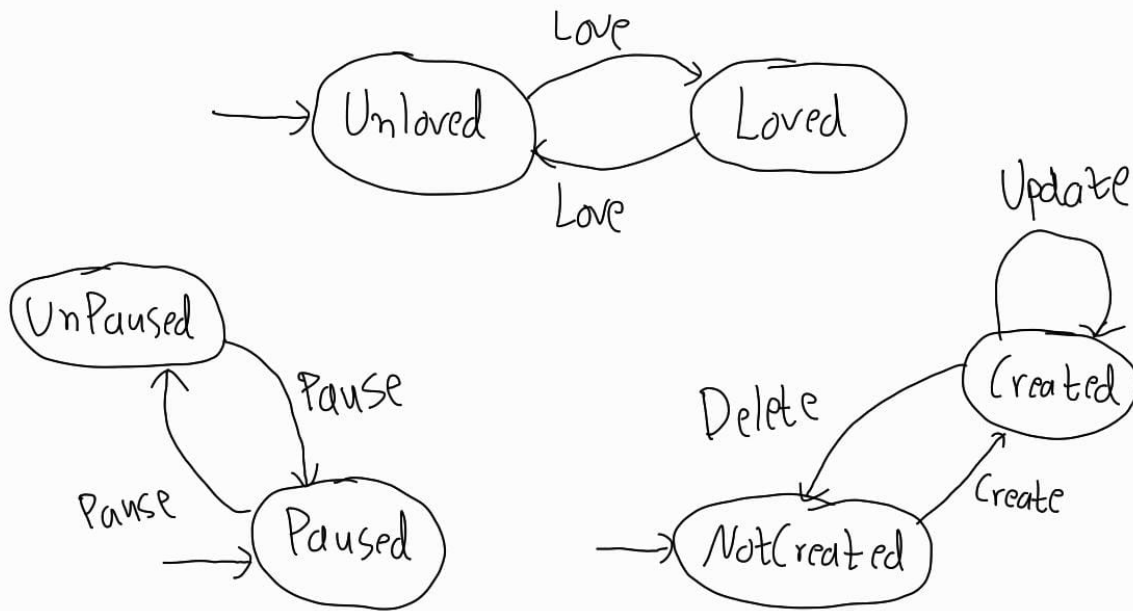 Love
Unloved
Loved
Love
Update
UnPaused
Pause
Pause
Paused
Created
Delete
Create
NotCreated